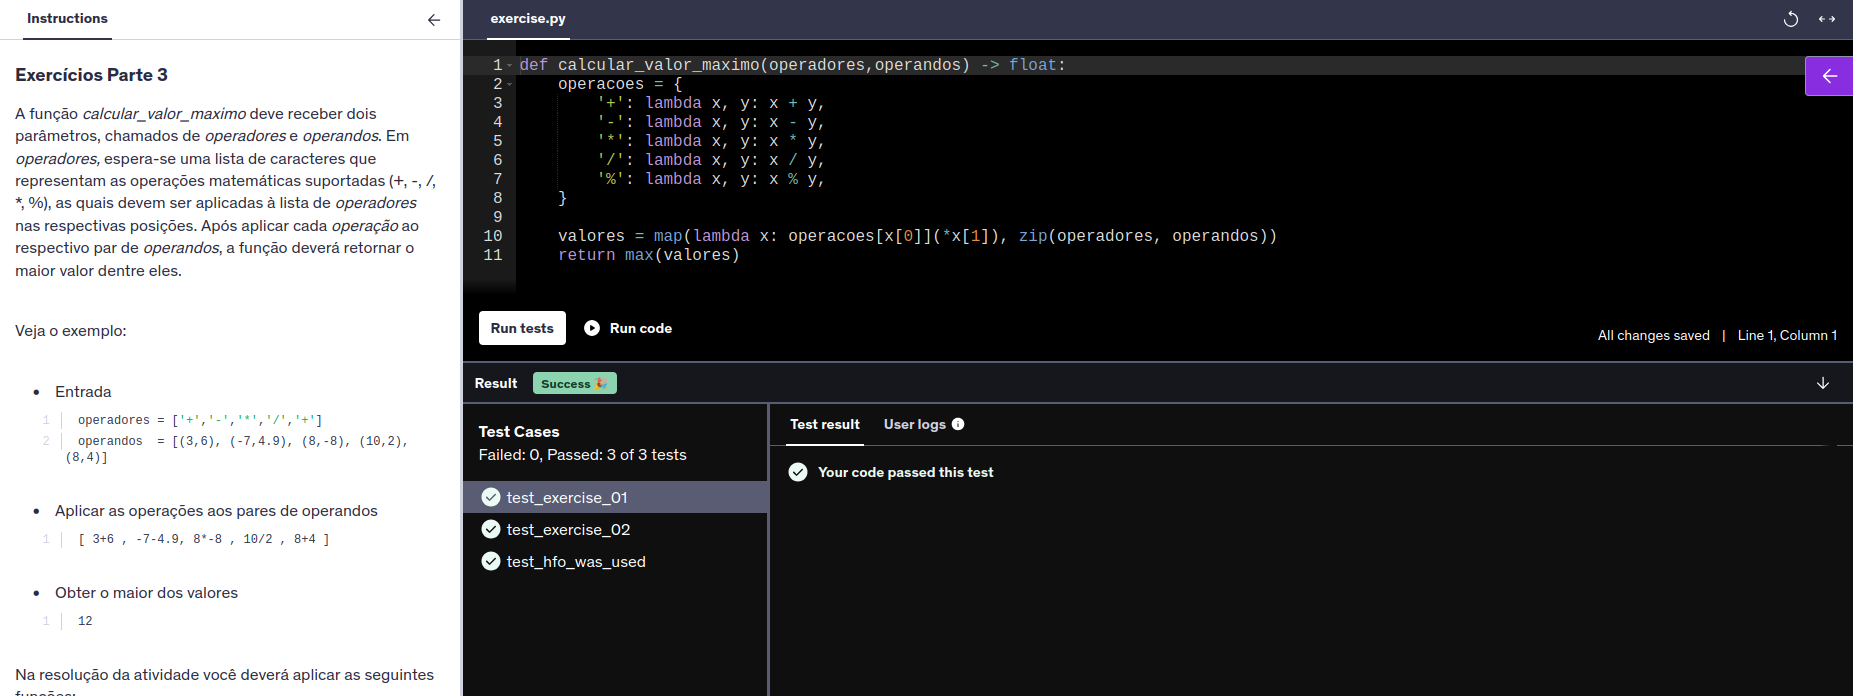 Instructions
Exercícios Parte 3
A função calcular_valor_maximo deve receber dois
parâmetros, chamados de operadores e operandos. Em
operadores, espera-se uma lista de caracteres que
representam as operações matemáticas suportadas (+, -, /,
*, %), as quais devem ser aplicadas à lista de operadores
nas respectivas posições. Após aplicar cada operação ao
respectivo par de operandos, a função deverá retornar o
maior valor dentre eles.
Veja o exemplo:
• Entrada
1 operadores = ['+','-','*','/','+']
2 operandos  = [(3,6), (-7,4.9), (8,-8), (10,2),
(8,4)]
• Aplicar as operações aos pares de operandos
1 [ 3+6 , -7-4.9, 8*-8 , 10/2 , 8+4 ]
• Obter o maior dos valores
1 12
Na resolução da atividade você deverá aplicar as seguintes
exercise.py
1 def calcular_valor_maximo(operadores,operandos) -> float:
2     operacoes = {
3         '+': lambda x, y: x + y,
4         '-': lambda x, y: x - y,
5         '*': lambda x, y: x * y,
6         '/': lambda x, y: x / y,
7         '%': lambda x, y: x % y,
8     }
9
10     valores = map(lambda x: operacoes[x[0]](*x[1]), zip(operadores, operandos))
11     return max(valores)
Run tests Run code
All changes saved | Line 1, Column 1
Result Success 🎉
Test Cases
Failed: 0, Passed: 3 of 3 tests
test_exercise_01
test_exercise_02
test_hfo_was_used
Test result User logs
Your code passed this test